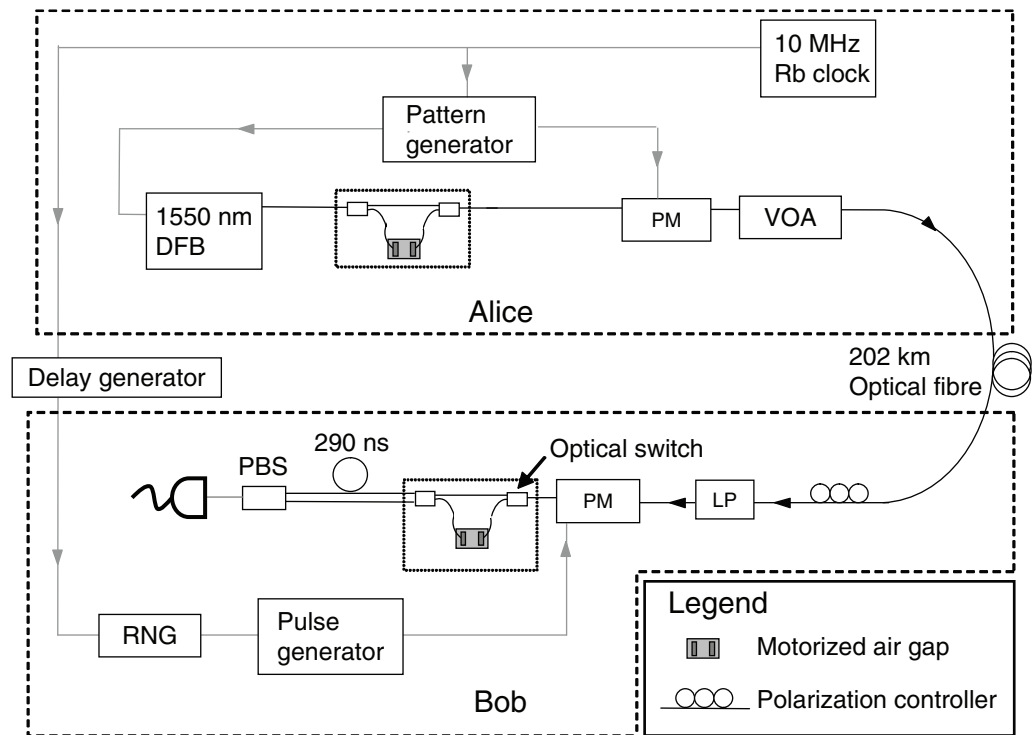 10 MHz
Rb clock
Pattern
generator
1550 nm
DFB
PM
VOA
Alice
202 km
Optical fibre
Delay generator
290 ns
Optical switch
PBS
PM
LP
RNG
Pulse
generator
Bob
Legend
Motorized air gap
Polarization controller